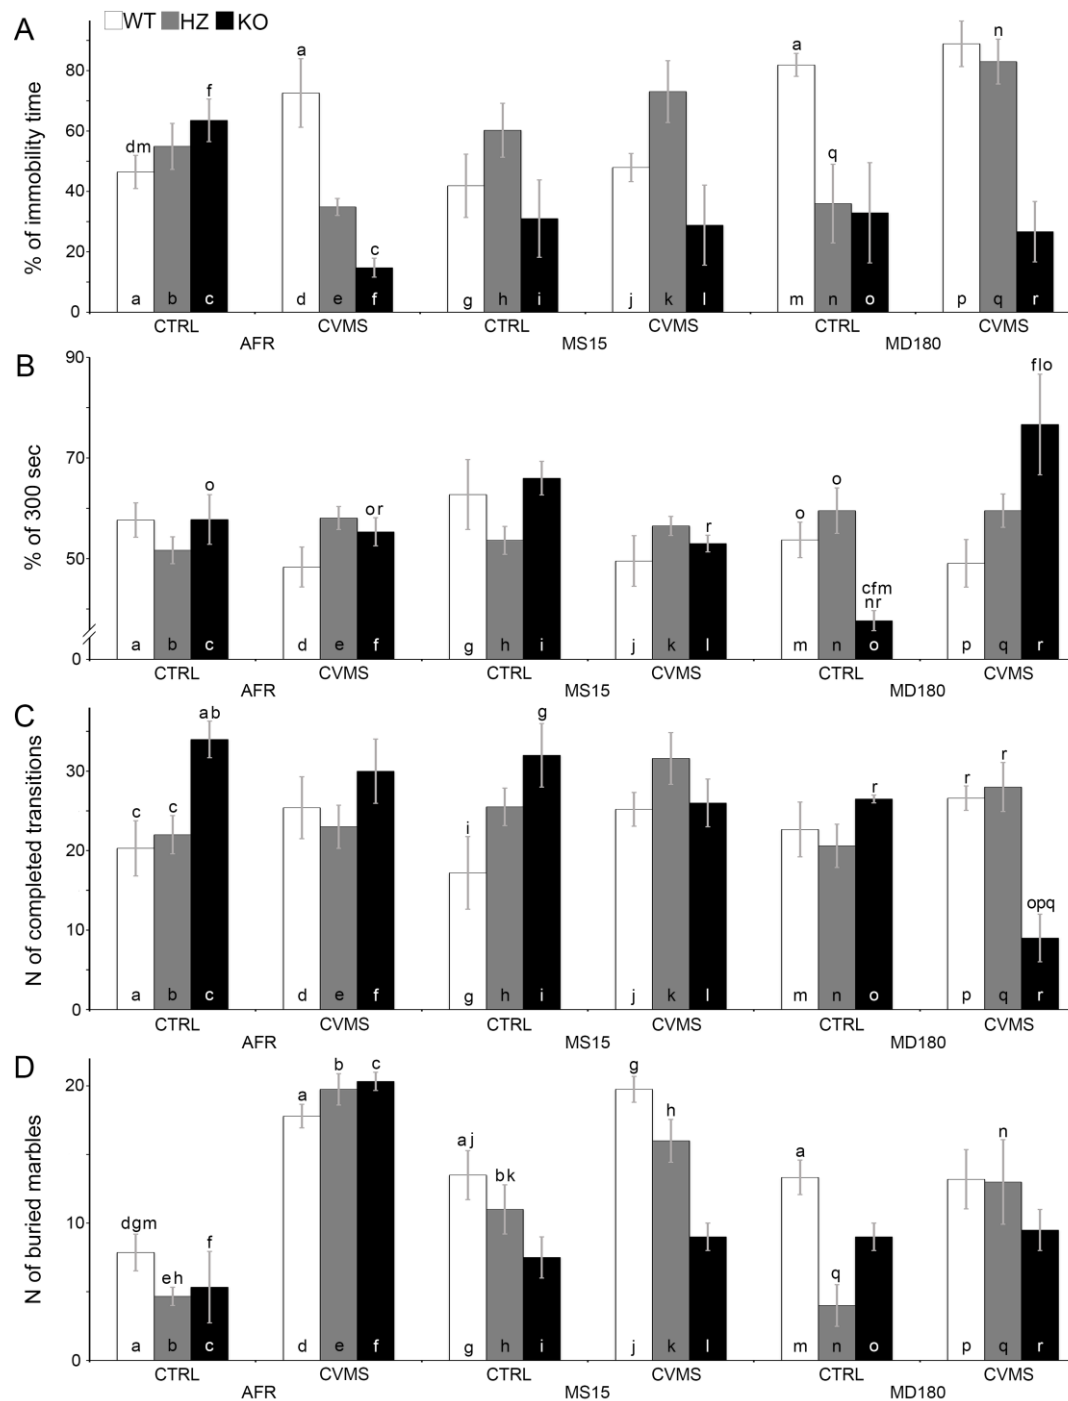 A
WT HZ KO
% of immobility time
80
60
40
20
0
dm f a a n q c
a b c d e f g h i j k l m n o p q r
CTRL CVMS CTRL CVMS CTRL CVMS
AFR MS15 MD180
B
% of 300 sec
90
70
50
0
o or r o o cfm nr flo
a b c d e f g h i j k l m n o p q r
CTRL CVMS CTRL CVMS CTRL CVMS
AFR MS15 MD180
C
N of completed transitions
30
20
10
0
c c ab i g r r r opq
a b c d e f g h i j k l m n o p q r
CTRL CVMS CTRL CVMS CTRL CVMS
AFR MS15 MD180
D
N of buried marbles
20
10
0
dgm eh f a b c aj bk g h a q n
a b c d e f g h i j k l m n o p q r
CTRL CVMS CTRL CVMS CTRL CVMS
AFR MS15 MD180